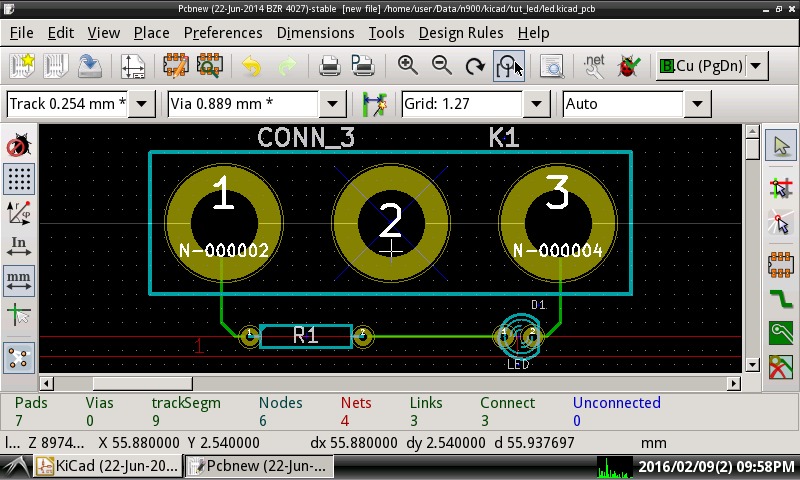 Pcbnew (22-Jun-2014 BZR 4027)-stable [new file] /home/user/Data/n900/kicad/tut_led/led.kicad_pcb
File Edit View Place Preferences Dimensions Tools Design Rules Help
.net B.Cu (PgDn)
Track 0.254 mm * Via 0.889 mm * Grid: 1.27 Auto
CONN_3 K1
1 2 3
N-000002 N-000004
In
mm
D1
1 R1 2 1 2
1
LED
Pads Vias trackSegm Nodes Nets Links Connect Unconnected
7 0 9 6 4 3 3 0
l... Z 8974... X 55.880000 Y 2.540000 dx 55.880000 dy 2.540000 d 55.937697 mm
KiCad (22-Jun-20... Pcbnew (22-Jun-... 2016/02/09(2) 09:58PM